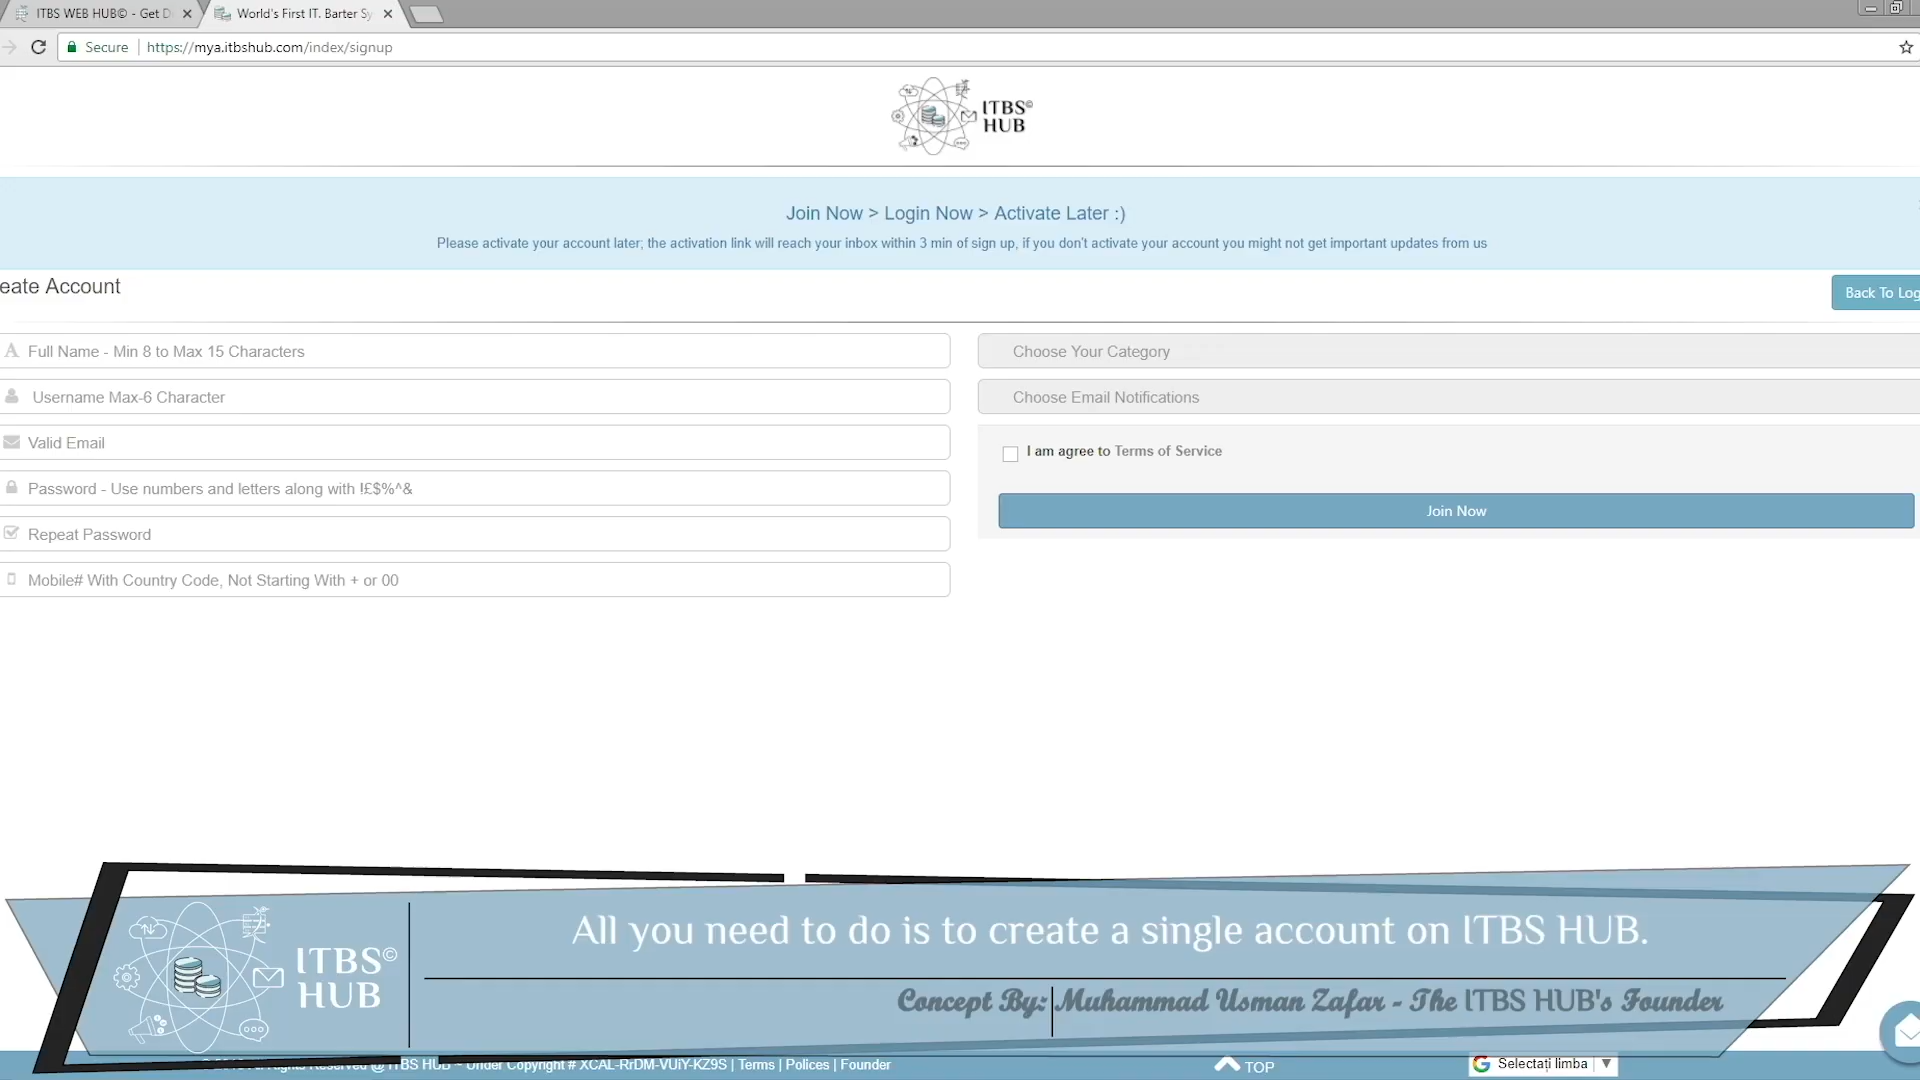 ITBS WEB HUB© - Get D
World's First IT. Barter Sy
Secure
https://mya.itbshub.com/index/signup
ITBS©
HUB
Join Now > Login Now > Activate Later :)
Please activate your account later; the activation link will reach your inbox within 3 min of sign up, if you don't activate your account you might not get important updates from us
eate Account
Back To Log
Full Name - Min 8 to Max 15 Characters
Choose Your Category
Username Max-6 Character
Choose Email Notifications
Valid Email
I am agree to Terms of Service
Password - Use numbers and letters along with !£$%^&
Join Now
Repeat Password
Mobile# With Country Code, Not Starting With + or 00
All you need to do is to create a single account on ITBS HUB.
ITBS©
HUB
Concept By: Muhammad Usman Zafar - The ITBS HUB's Founder
Rights Reserved @ ITBS HUB ~ Under Copyright # XCAL-RrDM-VUiY-KZ9S | Terms | Polices | Founder
TOP
Selectați limba ▼